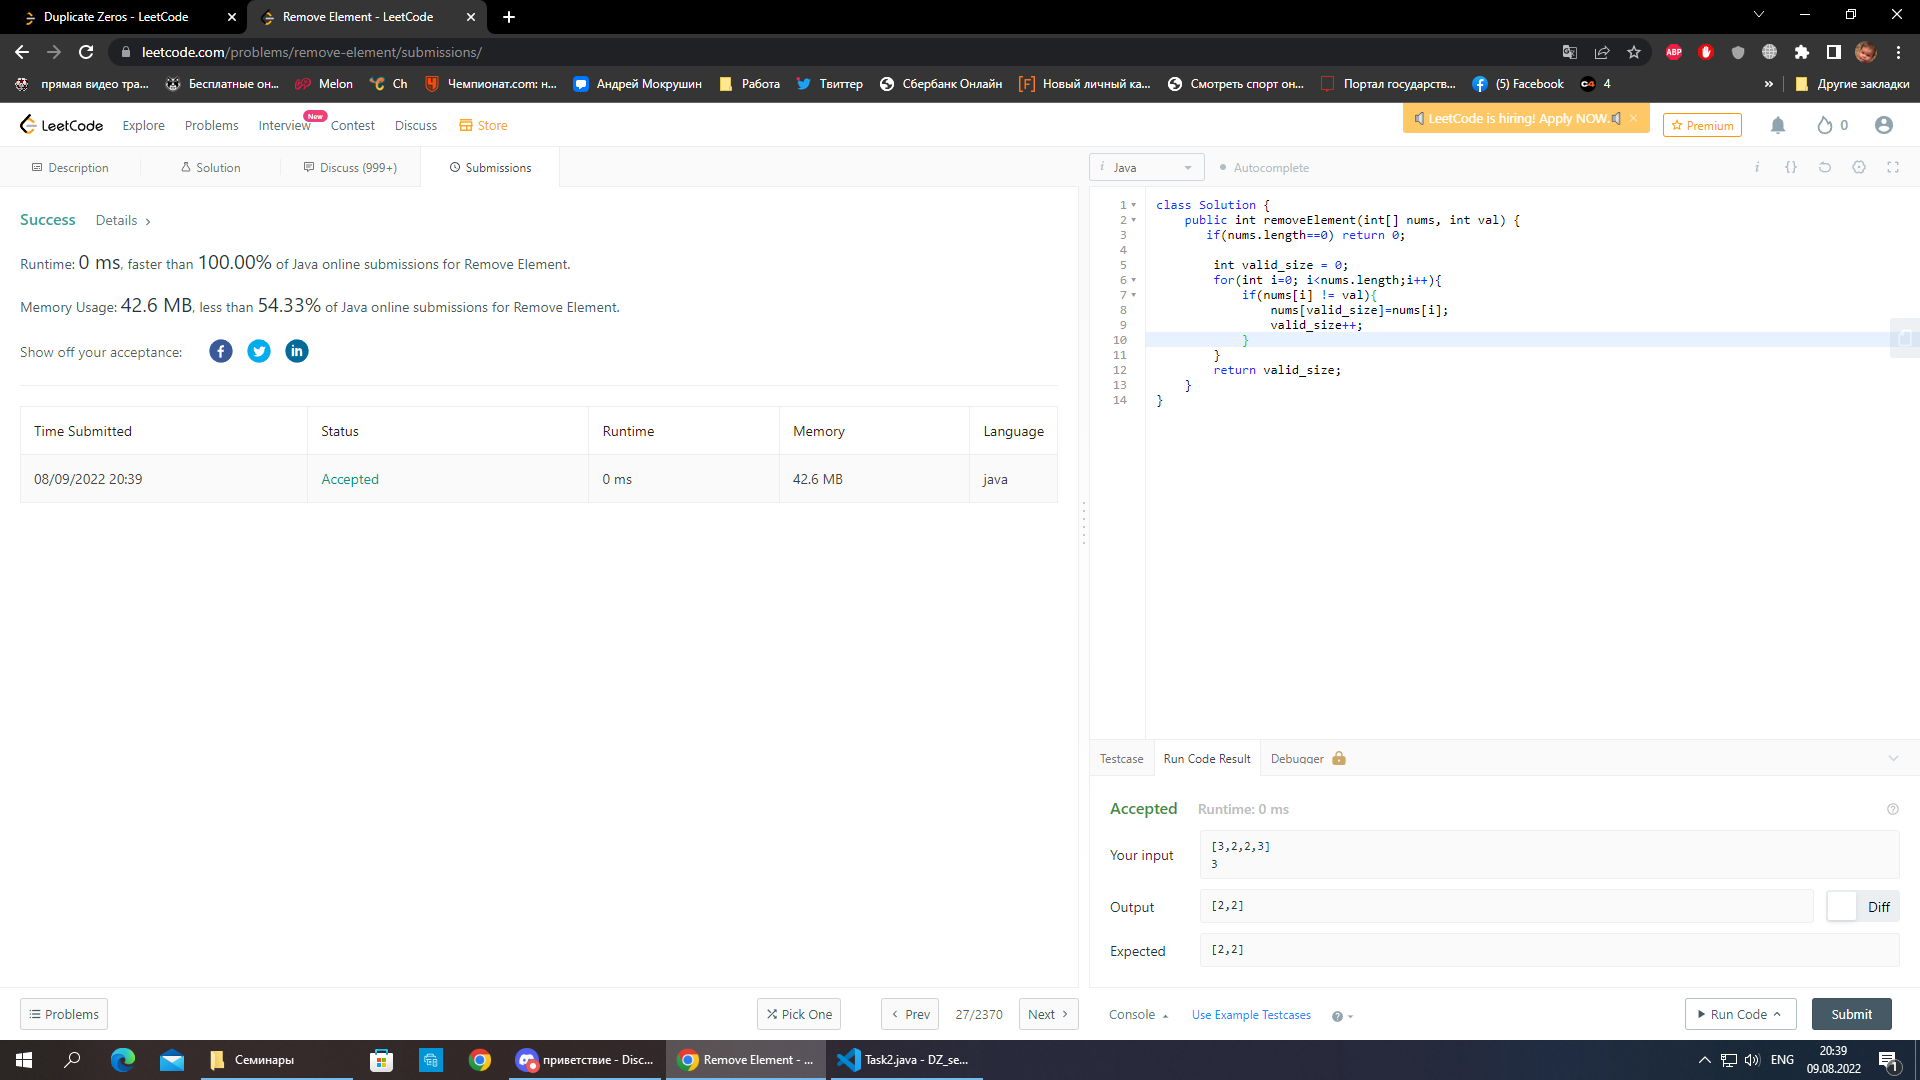 Duplicate Zeros - LeetCode
Remove Element - LeetCode
leetcode.com/problems/remove-element/submissions/
ABP
прямая видео тра...
Бесплатные он...
Melon
Ch
Чемпионат.com: н...
Андрей Мокрушин
Работа
Твиттер
Сбербанк Онлайн
Новый личный ка...
Смотреть спорт он...
Портал государств...
(5) Facebook
4
Другие закладки
LeetCode
Explore
Problems
Interview
New
Contest
Discuss
Store
LeetCode is hiring! Apply NOW.
Premium
0
Description
Solution
Discuss (999+)
Submissions
Java
Autocomplete
Success
Details
Runtime: 0 ms, faster than 100.00% of Java online submissions for Remove Element.
Memory Usage: 42.6 MB, less than 54.33% of Java online submissions for Remove Element.
Show off your acceptance:
Time Submitted Status Runtime Memory Language
08/09/2022 20:39 Accepted 0 ms 42.6 MB java
1 class Solution {
2 public int removeElement(int[] nums, int val) {
3 if(nums.length==0) return 0;
4
5 int valid_size = 0;
6 for(int i=0; i<nums.length;i++){
7 if(nums[i] != val){
8 nums[valid_size]=nums[i];
9 valid_size++;
10 }
11 }
12 return valid_size;
13 }
14 }
Testcase
Run Code Result
Debugger
Accepted
Runtime: 0 ms
Your input
[3,2,2,3]
3
Output
[2,2]
Diff
Expected
[2,2]
Problems
Pick One
Prev
27/2370
Next
Console
Use Example Testcases
Run Code
Submit
Семинары
приветствие - Disc...
Remove Element - ...
Task2.java - DZ_se...
ENG
20:39
09.08.2022
1